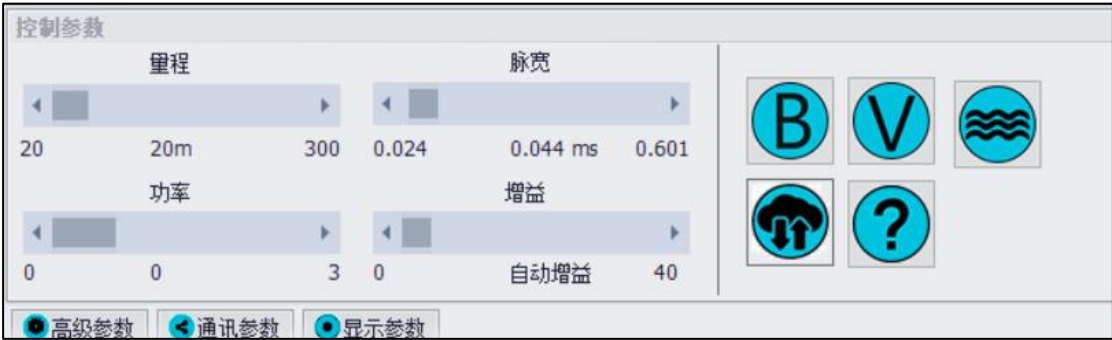 控制参数
量程 脉宽
20 20m 300 0.024 0.044 ms 0.601
B V
功率 增益
0 0 3 0 自动增益 40
?
高级参数 通讯参数 显示参数